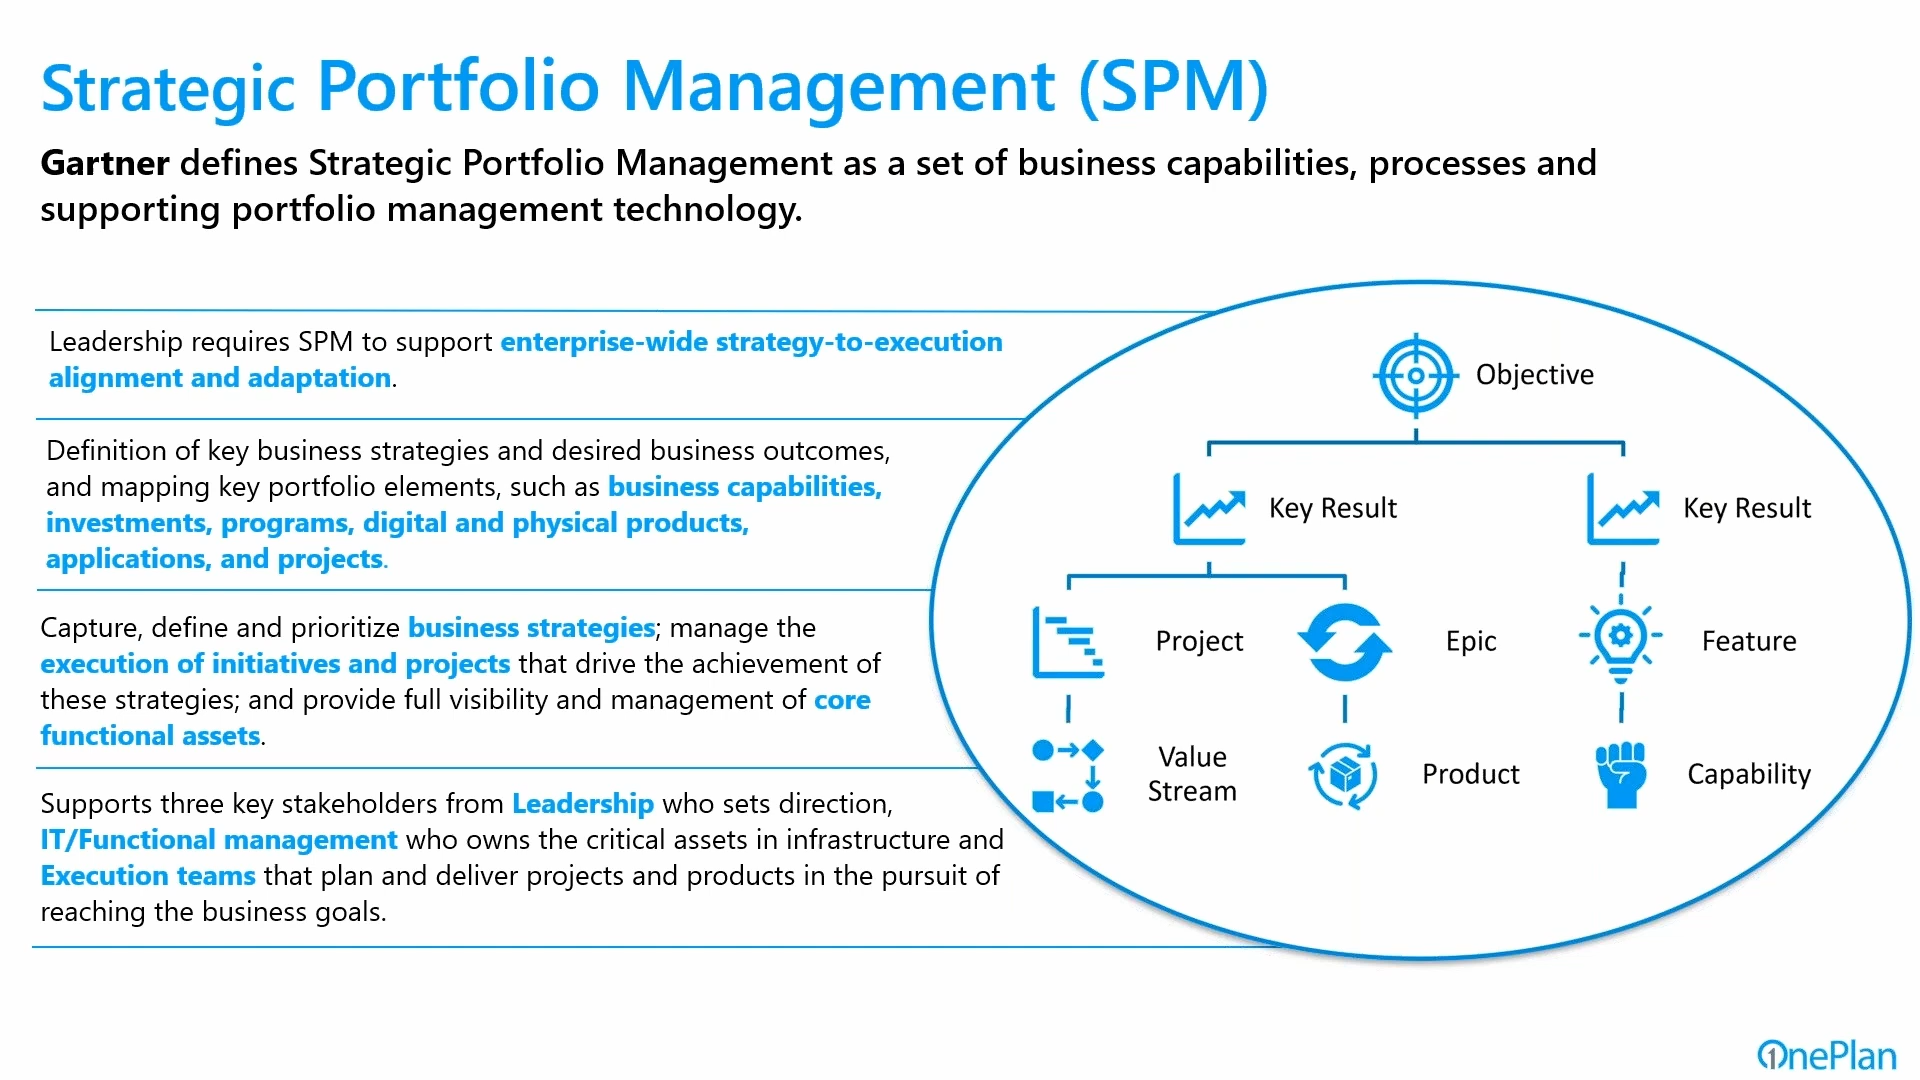 Strategic Portfolio Management (SPM)
Gartner defines Strategic Portfolio Management as a set of business capabilities, processes and
supporting portfolio management technology.
Leadership requires SPM to support enterprise-wide strategy-to-execution
alignment and adaptation.
Definition of key business strategies and desired business outcomes,
and mapping key portfolio elements, such as business capabilities,
investments, programs, digital and physical products,
applications, and projects.
Capture, define and prioritize business strategies; manage the
execution of initiatives and projects that drive the achievement of
these strategies; and provide full visibility and management of core
functional assets.
Supports three key stakeholders from Leadership who sets direction,
IT/Functional management who owns the critical assets in infrastructure and
Execution teams that plan and deliver projects and products in the pursuit of
reaching the business goals.
Objective
Key Result
Key Result
Project
Epic
Feature
Value
Stream
Product
Capability
OnePlan